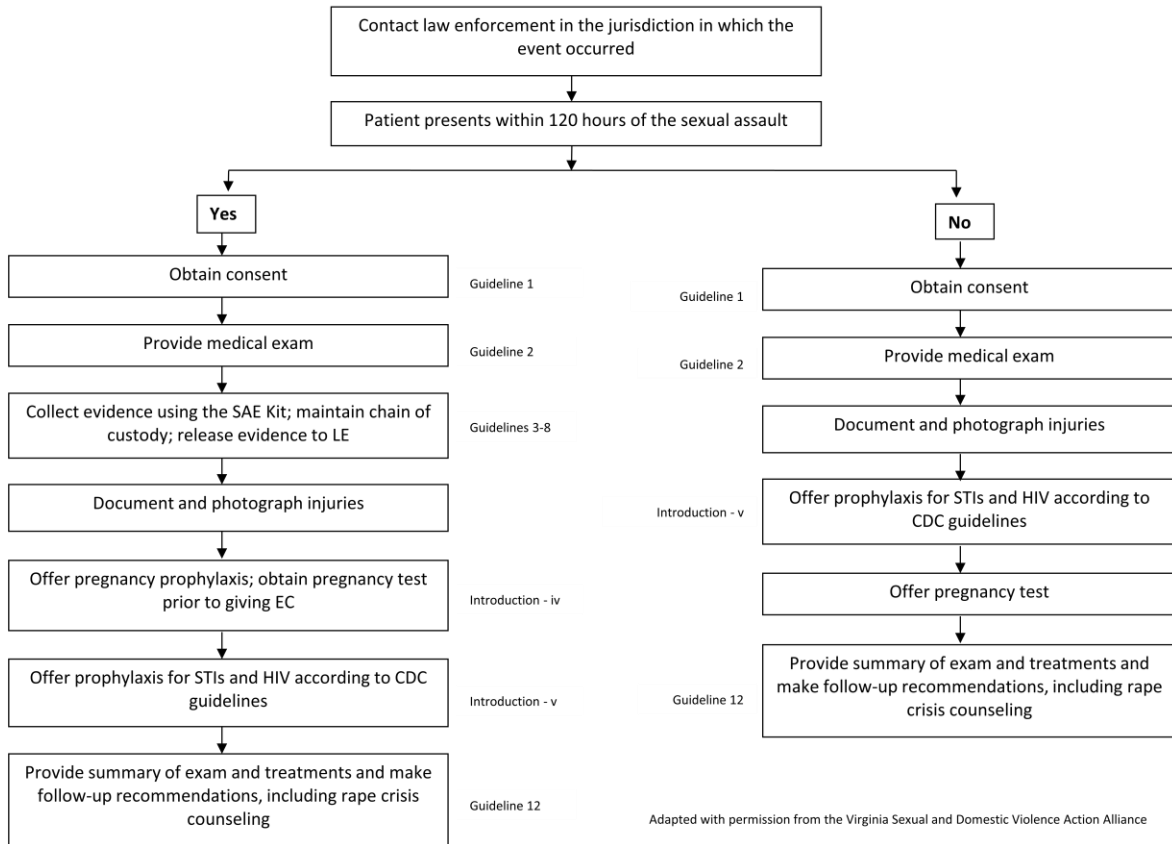 Contact law enforcement in the jurisdiction in which the
event occurred
Patient presents within 120 hours of the sexual assault
Yes
Obtain consent
Guideline 1
Provide medical exam
Guideline 2
Collect evidence using the SAE Kit; maintain chain of
custody; release evidence to LE
Guidelines 3-8
Document and photograph injuries
Offer pregnancy prophylaxis; obtain pregnancy test
prior to giving EC
Introduction - iv
Offer prophylaxis for STIs and HIV according to CDC
guidelines
Introduction - v
Provide summary of exam and treatments and make
follow-up recommendations, including rape crisis
counseling
Guideline 12
No
Guideline 1
Obtain consent
Guideline 2
Provide medical exam
Document and photograph injuries
Introduction - v
Offer prophylaxis for STIs and HIV according to
CDC guidelines
Offer pregnancy test
Guideline 12
Provide summary of exam and treatments and
make follow-up recommendations, including rape
crisis counseling
Adapted with permission from the Virginia Sexual and Domestic Violence Action Alliance